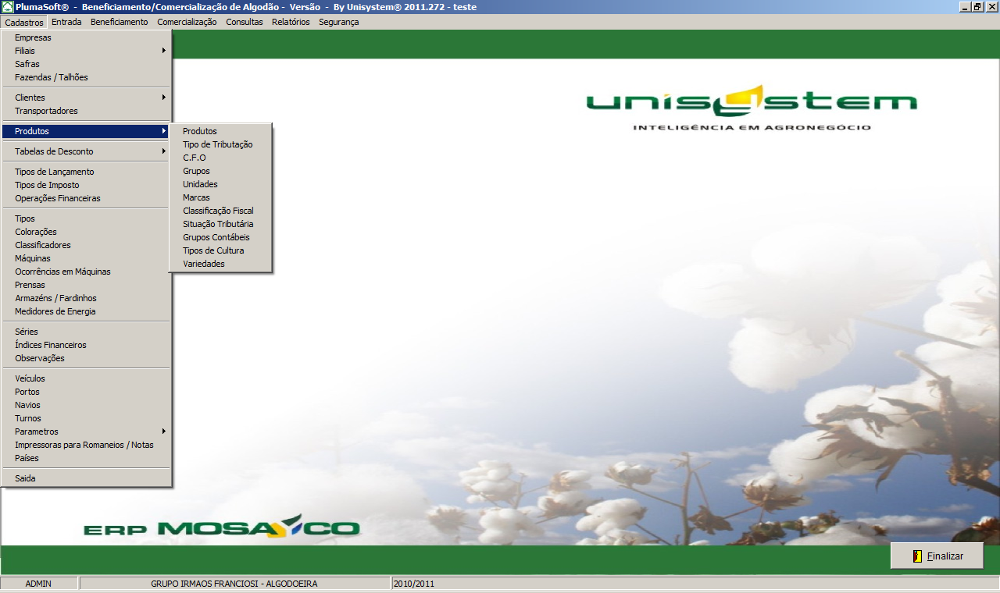 PlumaSoft® - Beneficiamento/Comercialização de Algodão - Versão - By Unisystem® 2011.272 - teste
Cadastros Entrada Beneficiamento Comercialização Consultas Relatórios Segurança
Empresas
Filiais
Safras
Fazendas / Talhões
Clientes
Transportadores
Produtos
Tabelas de Desconto
Tipos de Lançamento
Tipos de Imposto
Operações Financeiras
Tipos
Colorações
Classificadores
Máquinas
Ocorrências em Máquinas
Prensas
Armazéns / Fardinhos
Medidores de Energia
Séries
Índices Financeiros
Observações
Veículos
Portos
Navios
Turnos
Parametros
Impressoras para Romaneios / Notas
Países
Saida
Produtos
Tipo de Tributação
C.F.O
Grupos
Unidades
Marcas
Classificação Fiscal
Situação Tributária
Grupos Contábeis
Tipos de Cultura
Variedades
unisystem
INTELIGÊNCIA EM AGRONEGÓCIO
ERP MOSAYCO
Finalizar
ADMIN GRUPO IRMAOS FRANCIOSI - ALGODOEIRA 2010/2011